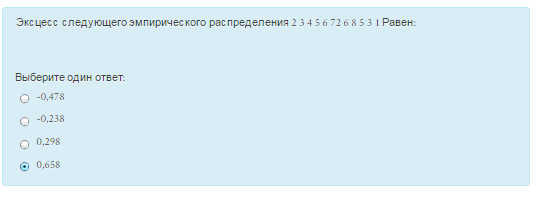 Эксцесс следующего эмпирического распределения 2 3 4 5 6 72 6 8 5 3 1 Равен:
Выберите один ответ:
-0,478
-0,238
0,298
0,658